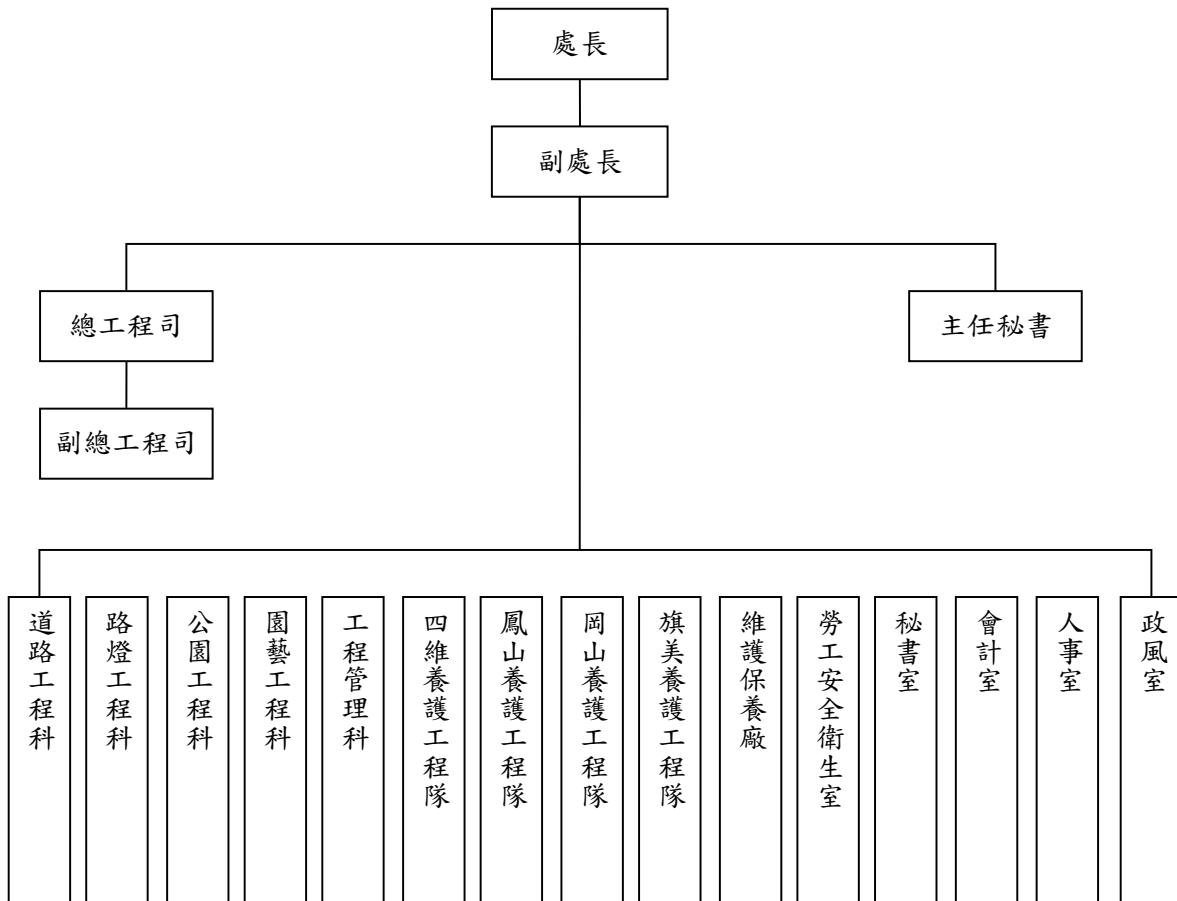 處長
副處長
總工程司
主任秘書
副總工程司
道路工程科
路燈工程科
公園工程科
園藝工程科
工程管理科
四維養護工程隊
鳳山養護工程隊
岡山養護工程隊
旗美養護工程隊
維護保養廠
勞工安全衛生室
秘書室
會計室
人事室
政風室